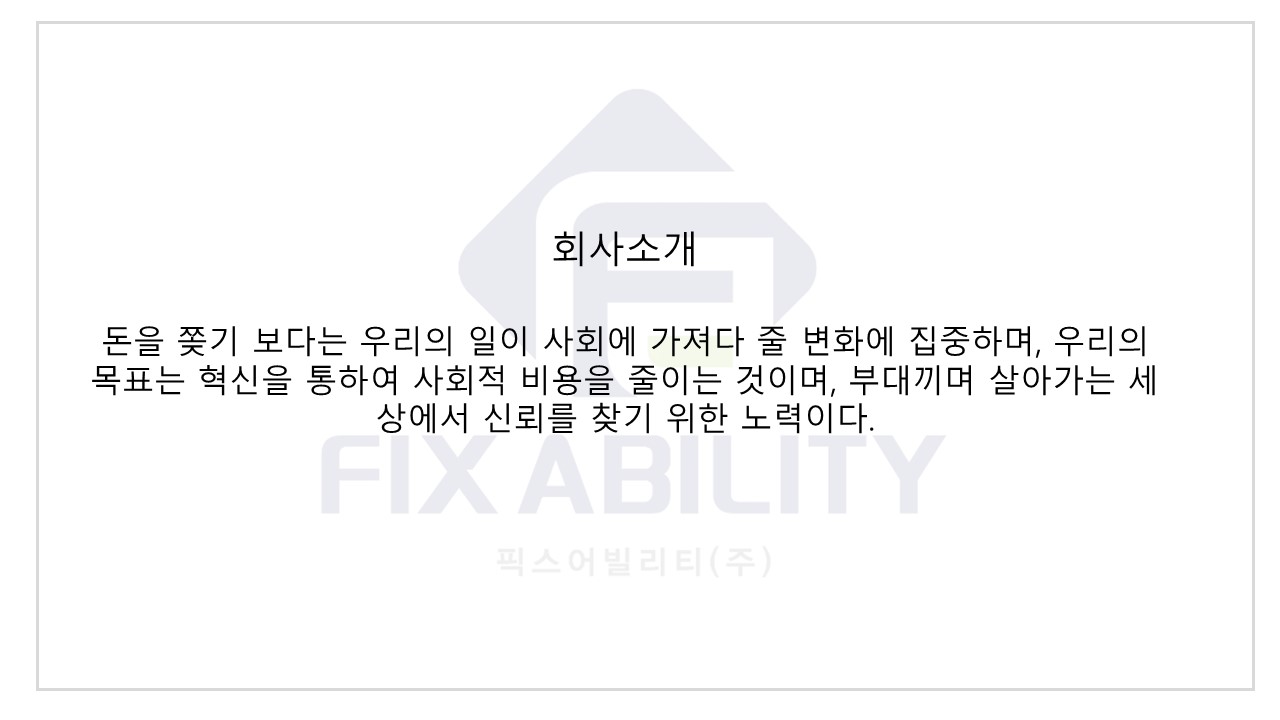 회사소개
돈을 쫒기 보다는 우리의 일이 사회에 가져다 줄 변화에 집중하며, 우리의
목표는 혁신을 통하여 사회적 비용을 줄이는 것이며, 부대끼며 살아가는 세
상에서 신뢰를 찾기 위한 노력이다.
FIX ABILITY
픽스어빌리티(주)